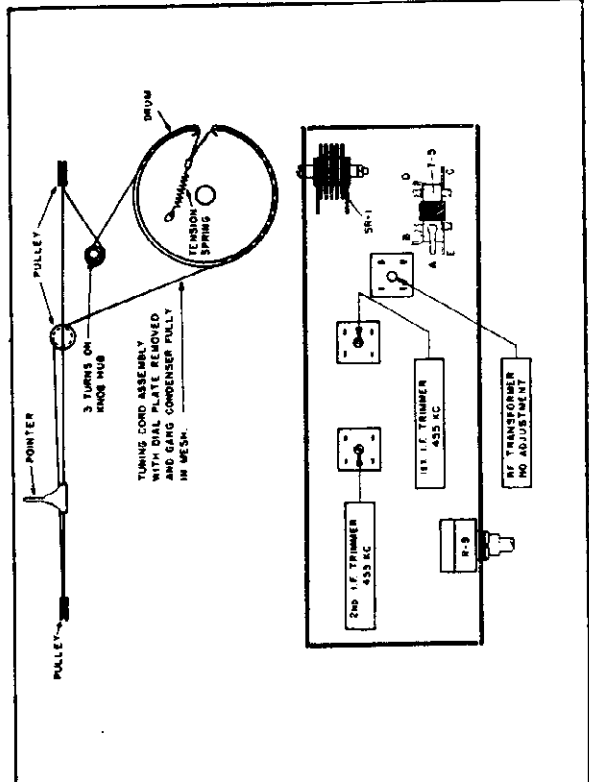 PULLEY
POINTER
PULLEY
3 TURNS ON
KNOB HUB
DRUM
TENSION
SPRING
TUNING CORD ASSEMBLY
WITH DIAL PLATE REMOVED
AND GANG CONDENSER FULLY
IN MESH.
2ND I.F. TRIMMER
455 KC
1ST I.F. TRIMMER
455 KC
RF TRANSFORMER
NO ADJUSTMENT
R-9
SR-1
T-5
A
B
C
D
E